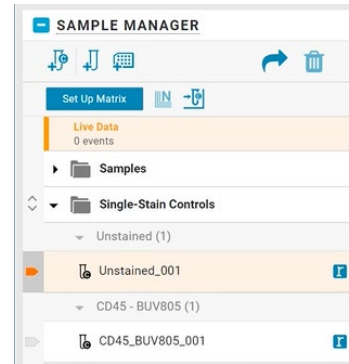 SAMPLE MANAGER
Set Up Matrix
Live Data
0 events
Samples
Single-Stain Controls
Unstained (1)
Unstained_001
r
CD45 - BUV805 (1)
CD45_BUV805_001
r